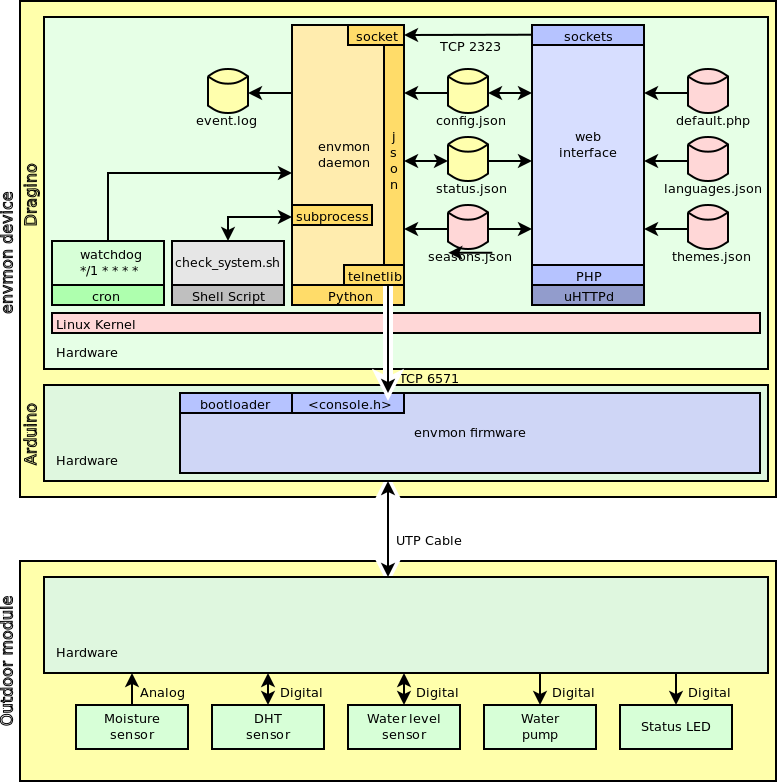 envmon device
Dragino
socket
TCP 2323
sockets
event.log
envmon
daemon
j
s
o
n
config.json
web
interface
default.php
status.json
languages.json
subprocess
seasons.json
themes.json
watchdog
*/1 * * * *
cron
check_system.sh
Shell Script
telnetlib
Python
PHP
uHTTPd
Linux Kernel
Hardware
TCP 6571
Arduino
bootloader
<console.h>
envmon firmware
Hardware
UTP Cable
Outdoor module
Hardware
Analog
Digital
Digital
Digital
Digital
Moisture
sensor
DHT
sensor
Water level
sensor
Water
pump
Status LED